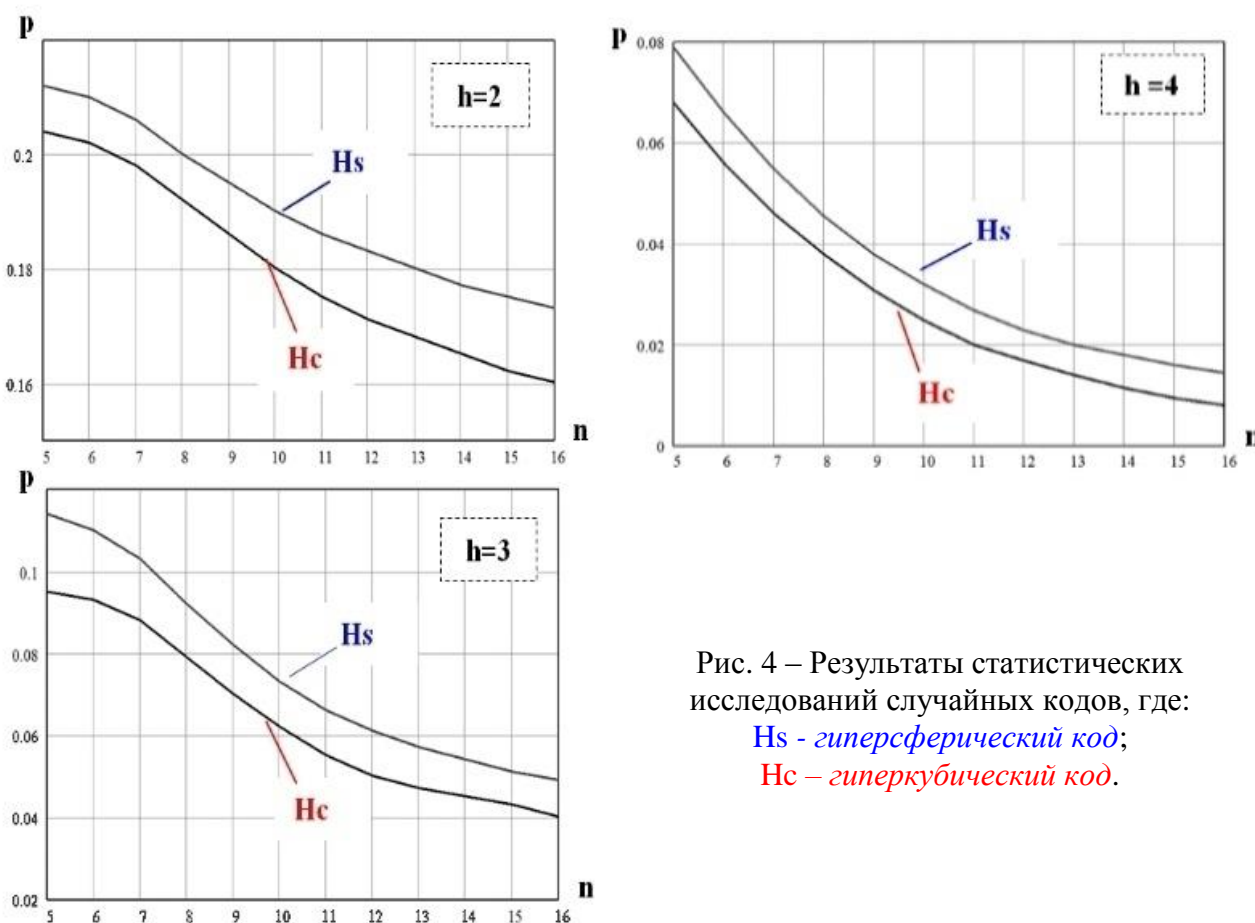 p
h=2
0.2
0.18
0.16
Hs
Hc
n
5 6 7 8 9 10 11 12 13 14 15 16
p
0.08
h =4
0.06
0.04
0.02
0
Hs
Hc
n
5 6 7 8 9 10 11 12 13 14 15 16
p
h=3
0.1
0.08
0.06
0.04
0.02
Hs
Hc
n
5 6 7 8 9 10 11 12 13 14 15 16
Рис. 4 – Результаты статистических
исследований случайных кодов, где:
Hs - гиперсферический код;
Hc – гиперкубический код.